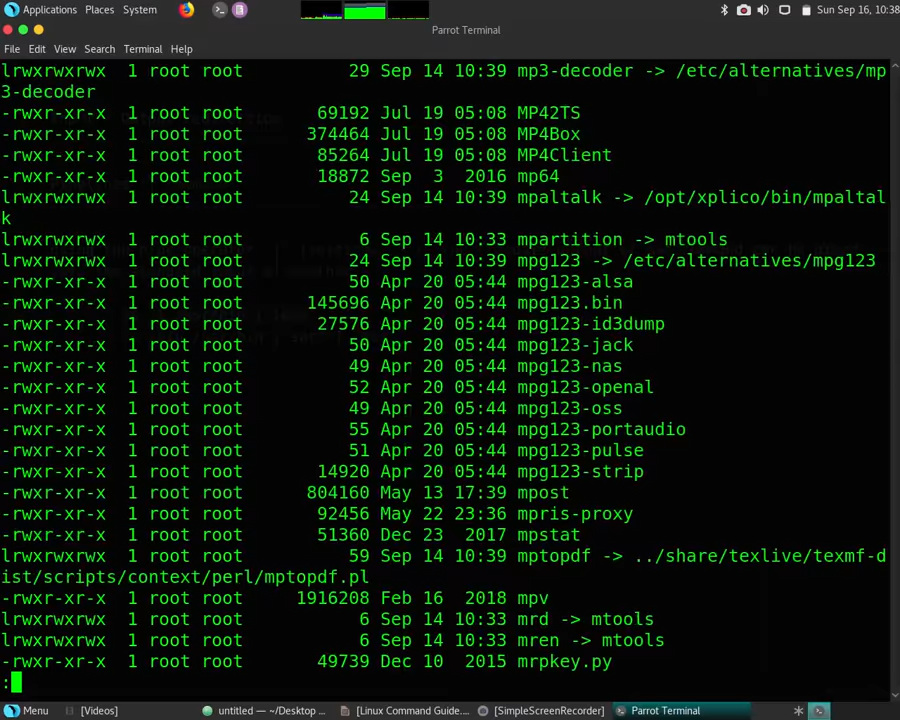 Applications Places System Sun Sep 16, 10:38
Parrot Terminal
File Edit View Search Terminal Help
lrwxrwxrwx 1 root root 29 Sep 14 10:39 mp3-decoder -> /etc/alternatives/mp
3-decoder
-rwxr-xr-x 1 root root 69192 Jul 19 05:08 MP42TS
-rwxr-xr-x 1 root root 374464 Jul 19 05:08 MP4Box
-rwxr-xr-x 1 root root 85264 Jul 19 05:08 MP4Client
-rwxr-xr-x 1 root root 18872 Sep 3 2016 mp64
lrwxrwxrwx 1 root root 24 Sep 14 10:39 mpaltalk -> /opt/xplico/bin/mpaltal
k
lrwxrwxrwx 1 root root 6 Sep 14 10:33 mpartition -> mtools
lrwxrwxrwx 1 root root 24 Sep 14 10:39 mpg123 -> /etc/alternatives/mpg123
-rwxr-xr-x 1 root root 50 Apr 20 05:44 mpg123-alsa
-rwxr-xr-x 1 root root 145696 Apr 20 05:44 mpg123.bin
-rwxr-xr-x 1 root root 27576 Apr 20 05:44 mpg123-id3dump
-rwxr-xr-x 1 root root 50 Apr 20 05:44 mpg123-jack
-rwxr-xr-x 1 root root 49 Apr 20 05:44 mpg123-nas
-rwxr-xr-x 1 root root 52 Apr 20 05:44 mpg123-openal
-rwxr-xr-x 1 root root 49 Apr 20 05:44 mpg123-oss
-rwxr-xr-x 1 root root 55 Apr 20 05:44 mpg123-portaudio
-rwxr-xr-x 1 root root 51 Apr 20 05:44 mpg123-pulse
-rwxr-xr-x 1 root root 14920 Apr 20 05:44 mpg123-strip
-rwxr-xr-x 1 root root 804160 May 13 17:39 mpost
-rwxr-xr-x 1 root root 92456 May 22 23:36 mpris-proxy
-rwxr-xr-x 1 root root 51360 Dec 23 2017 mpstat
lrwxrwxrwx 1 root root 59 Sep 14 10:39 mptopdf -> ../share/texlive/texmf-d
ist/scripts/context/perl/mptopdf.pl
-rwxr-xr-x 1 root root 1916208 Feb 16 2018 mpv
lrwxrwxrwx 1 root root 6 Sep 14 10:33 mrd -> mtools
lrwxrwxrwx 1 root root 6 Sep 14 10:33 mren -> mtools
-rwxr-xr-x 1 root root 49739 Dec 10 2015 mrpkey.py
:
Menu [Videos] untitled — ~/Desktop ... [Linux Command Guide.... [SimpleScreenRecorder] Parrot Terminal